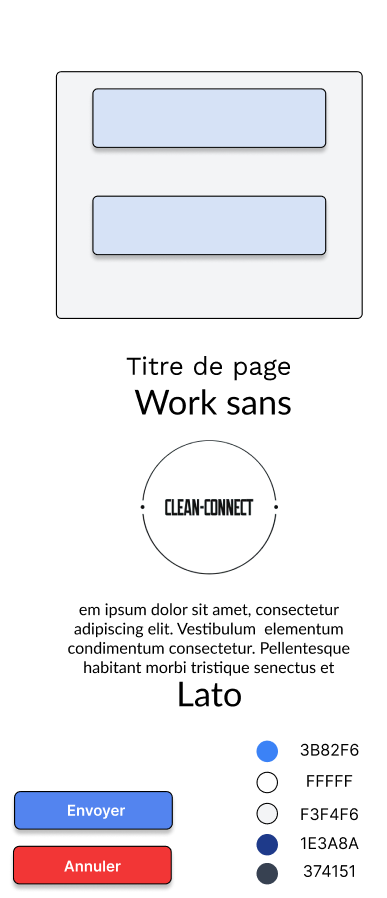 Titre de page
Work sans
CLEAN-CONNECT
em ipsum dolor sit amet, consectetur
adipiscing elit. Vestibulum  elementum
condimentum consectetur. Pellentesque
habitant morbi tristique senectus et
Lato
3B82F6
FFFFF
F3F4F6
1E3A8A
374151
Envoyer
Annuler